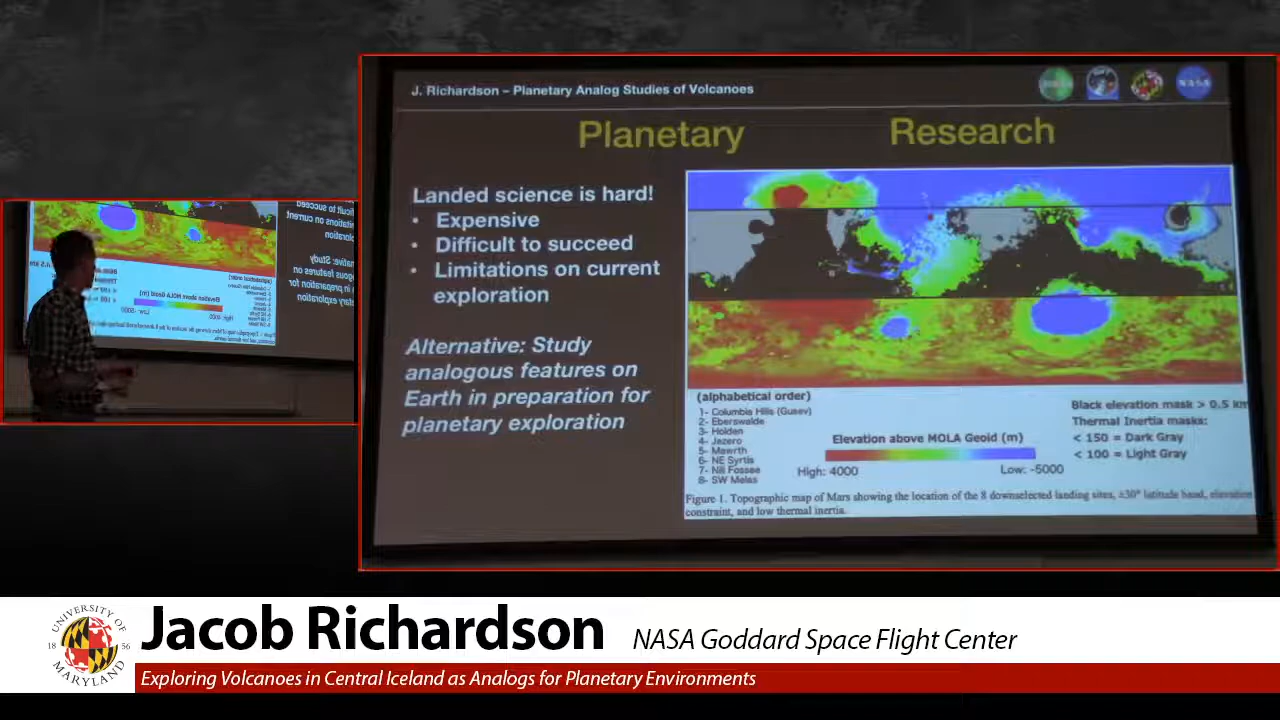 J. Richardson – Planetary Analog Studies of Volcanoes
NASA
Planetary Research
Landed science is hard!
• Expensive
• Difficult to succeed
• Limitations on current
exploration
Alternative: Study
analogous features on
Earth in preparation for
planetary exploration
(alphabetical order)
1- Columbia Hills (Gusev)
2- Eberswalde
3- Holden
4- Jezero
5- Mawrth
6- NE Syrtis
7- Nili Fossae
8- SW Melas
Elevation above MOLA Geoid (m)
High: 4000
Low: -5000
Black elevation mask > 0.5 km
Thermal Inertia masks:
< 150 = Dark Gray
< 100 = Light Gray
Figure 1. Topographic map of Mars showing the location of the 8 downselected landing sites, ±30° latitude band, elevation
constraint, and low thermal inertia.
UNIVERSITY OF
18 56
MARYLAND
Jacob Richardson
NASA Goddard Space Flight Center
Exploring Volcanoes in Central Iceland as Analogs for Planetary Environments